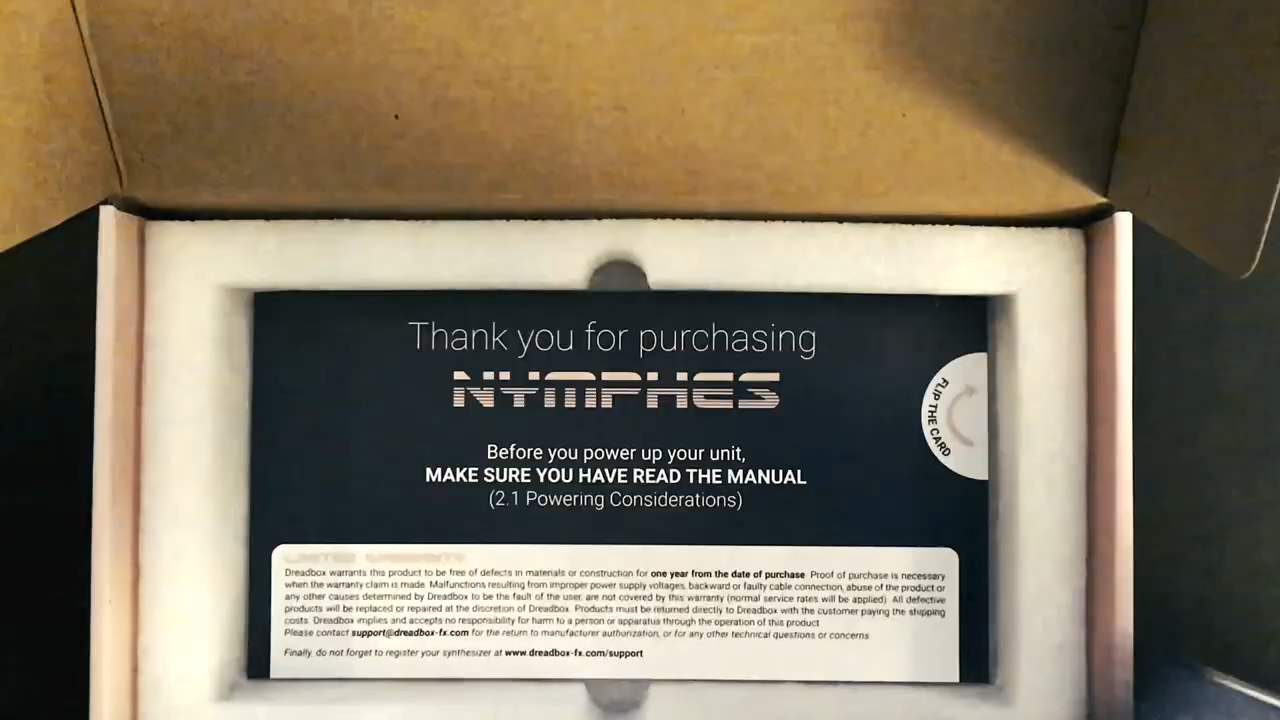 Thank you for purchasing
NYMPHES
FLIP THE CARD
Before you power up your unit,
MAKE SURE YOU HAVE READ THE MANUAL
(2.1 Powering Considerations)
LIMITED WARRANTY
Dreadbox warrants this product to be free of defects in materials or construction for one year from the date of purchase. Proof of purchase is necessary
when the warranty claim is made. Malfunctions resulting from improper power supply voltages, backward or faulty cable connection, abuse of the product or
any other causes determined by Dreadbox to be the fault of the user, are not covered by this warranty (normal service rates will be applied). All defective
products will be replaced or repaired at the discretion of Dreadbox. Products must be returned directly to Dreadbox with the customer paying the shipping
costs. Dreadbox implies and accepts no responsibility for harm to a person or apparatus through the operation of this product.
Please contact support@dreadbox-fx.com for the return to manufacturer authorization, or for any other technical questions or concerns.
Finally, do not forget to register your synthesizer at www.dreadbox-fx.com/support